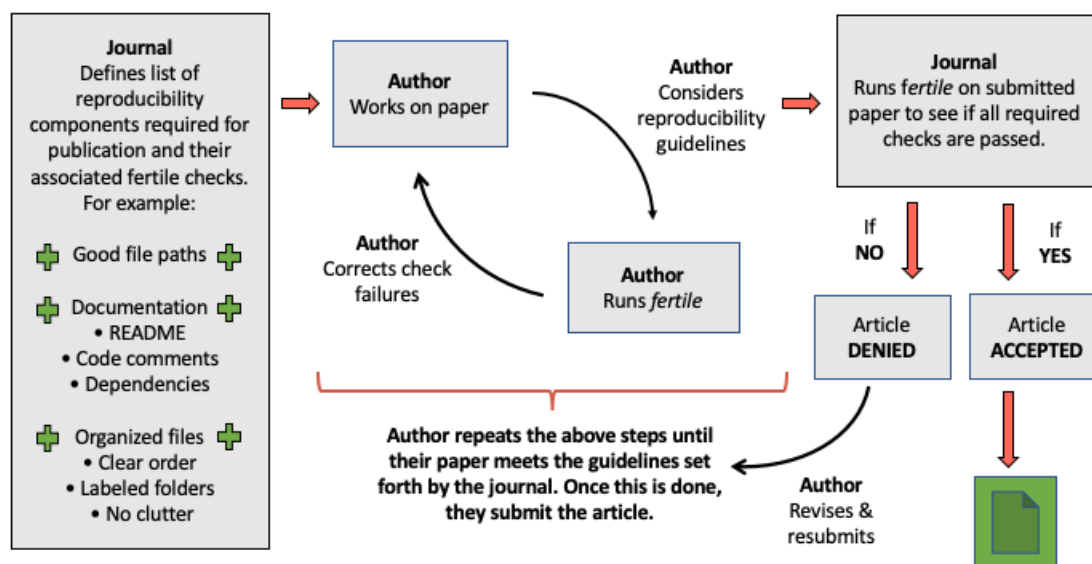 Journal
Defines list of
reproducibility
components required for
publication and their
associated fertile checks.
For example:
Good file paths
Documentation
• README
• Code comments
• Dependencies
Organized files
• Clear order
• Labeled folders
• No clutter
Author
Works on paper
Author
Considers
reproducibility
guidelines
Author
Corrects check
failures
Author
Runs fertile
Author repeats the above steps until
their paper meets the guidelines set
forth by the journal. Once this is done,
they submit the article.
Journal
Runs fertile on submitted
paper to see if all required
checks are passed.
If
NO
If
YES
Article
DENIED
Article
ACCEPTED
Author
Revises &
resubmits